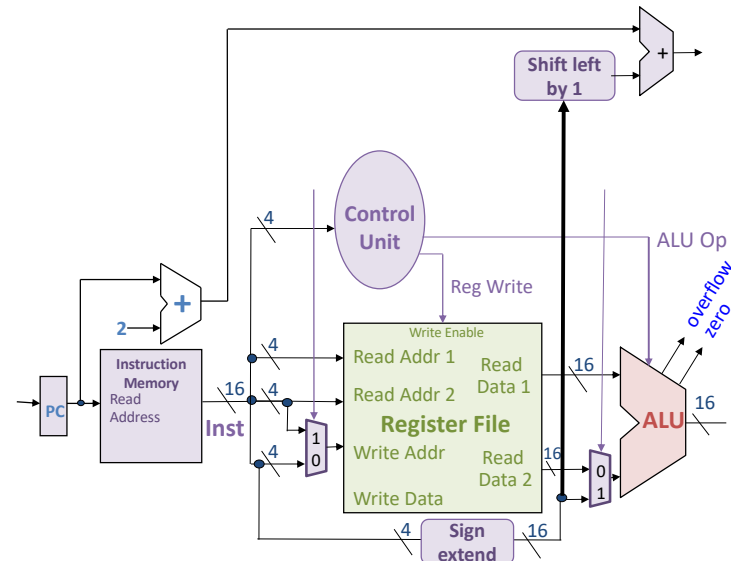 +
Shift left
by 1
4
Control
Unit
ALU Op
overflow
zero
Reg Write
+
2
Write Enable
4
Read Addr 1
Read
Data 1
16
Instruction
Memory
Read
Address
PC
16
4
Read Addr 2
Inst
Register File
ALU
16
1
0
Write Addr
4
Read
Data 2
16
0
1
Write Data
4
Sign
extend
16